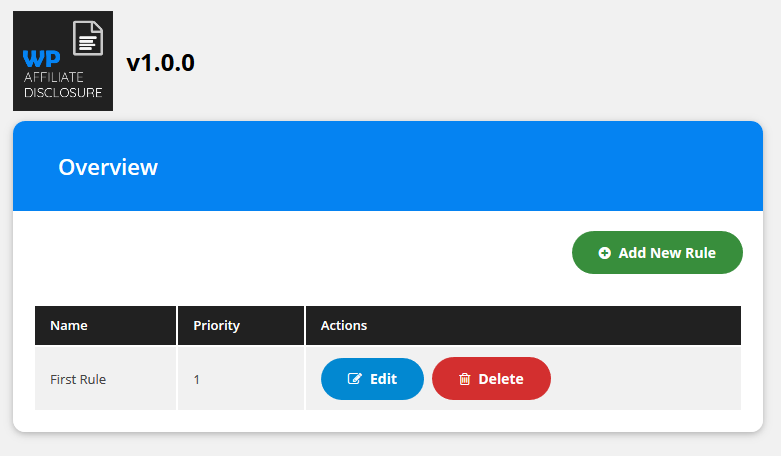 WP
AFFILIATE
DISCLOSURE
v1.0.0
Overview
Add New Rule
Name Priority Actions
First Rule 1 Edit Delete